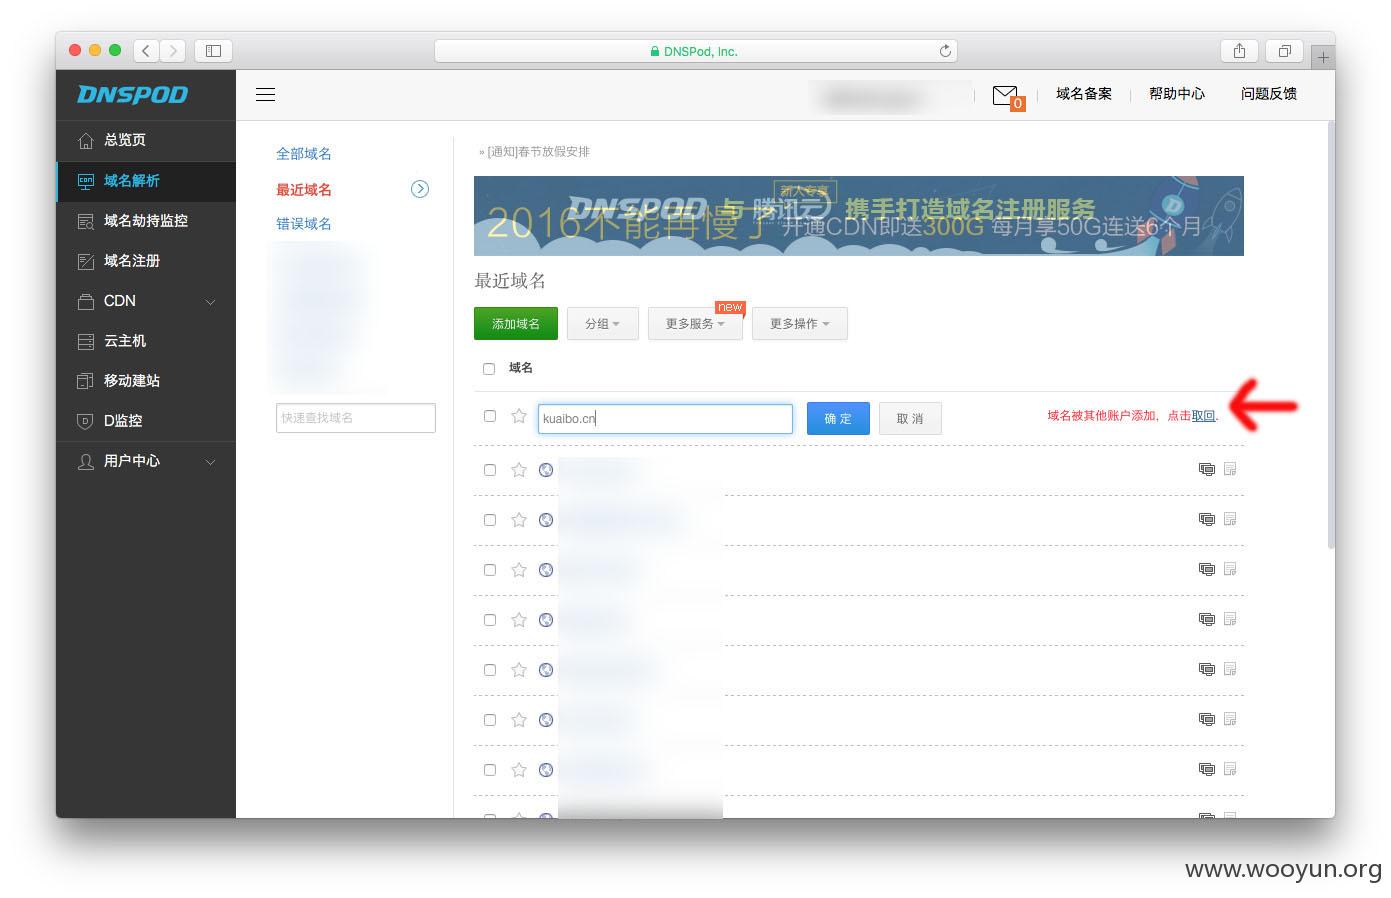 DNSPod, Inc.
DNSPOD
0
域名备案
帮助中心
问题反馈
总览页
域名解析
域名劫持监控
域名注册
CDN
云主机
移动建站
D监控
用户中心
全部域名
最近域名
错误域名
快速查找域名
» [通知]春节放假安排
新人专享
DNSPOD 与 腾讯云 携手打造域名注册服务
2016不能再慢了 开通CDN即送300G 每月享50G连送6个月
最近域名
添加域名
分组
更多服务
new
更多操作
域名
kuaibo.cn
确 定
取 消
域名被其他账户添加，点击取回.
www.wooyun.org